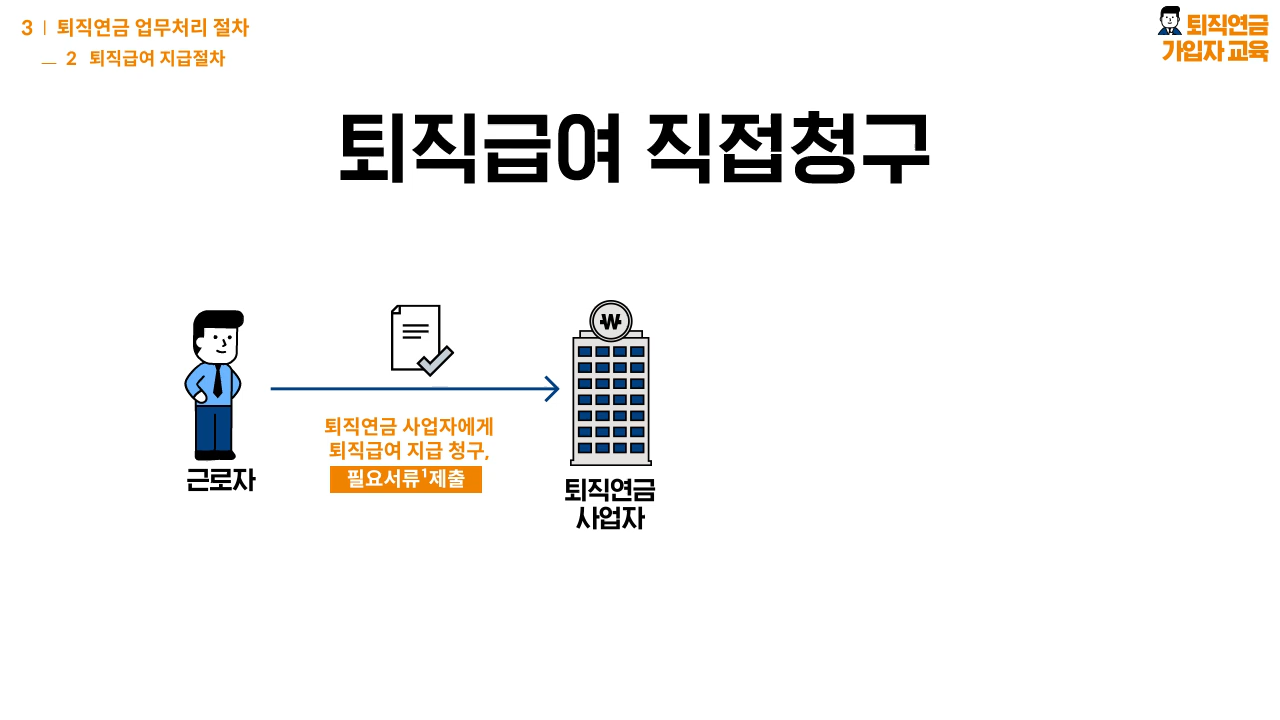 3 | 퇴직연금 업무처리 절차
2 퇴직급여 지급절차
퇴직연금
가입자 교육
퇴직급여 직접청구
₩
퇴직연금 사업자에게
퇴직급여 지급 청구,
필요서류¹제출
근로자
퇴직연금
사업자